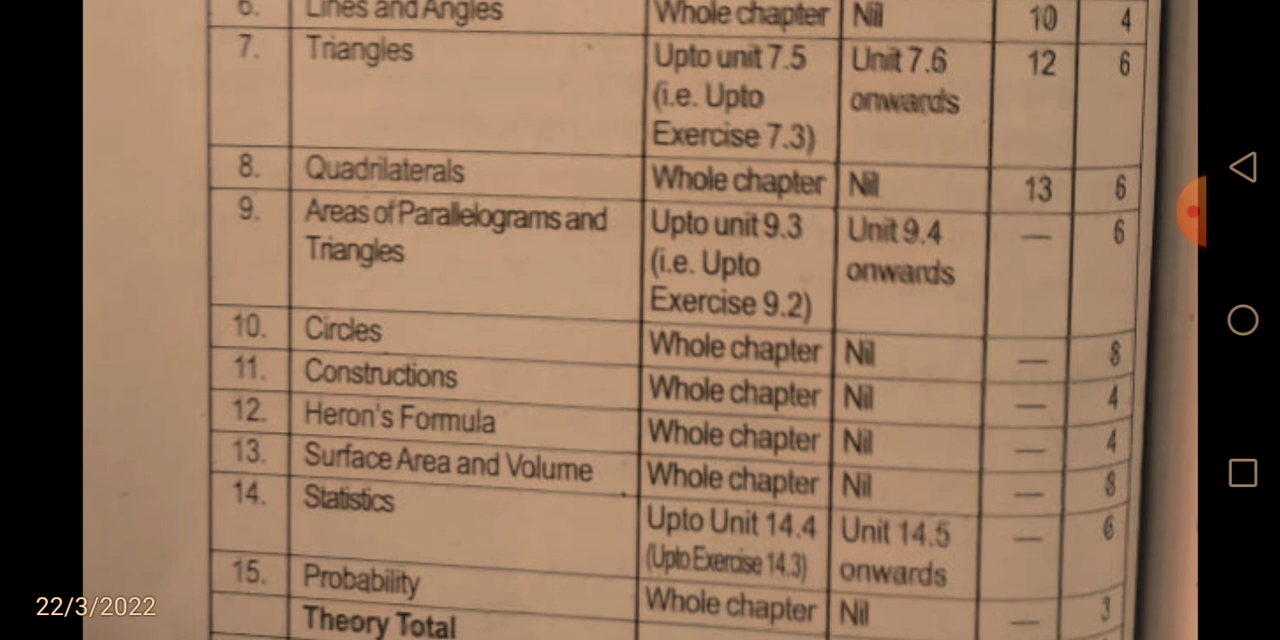 6. Lines and Angles Whole chapter Nil 10 4
7. Triangles Upto unit 7.5 Unit 7.6 12 6
(i.e. Upto onwards
Exercise 7.3)
8. Quadrilaterals Whole chapter Nil 13 6
9. Areas of Parallelograms and Upto unit 9.3 Unit 9.4 — 6
Triangles (i.e. Upto onwards
Exercise 9.2)
10. Circles Whole chapter Nil — 8
11. Constructions Whole chapter Nil — 4
12. Heron's Formula Whole chapter Nil — 4
13. Surface Area and Volume Whole chapter Nil — 8
14. Statistics Upto Unit 14.4 Unit 14.5 — 6
(Upto Exercise 14.3) onwards
15. Probability Whole chapter Nil — 3
Theory Total
22/3/2022